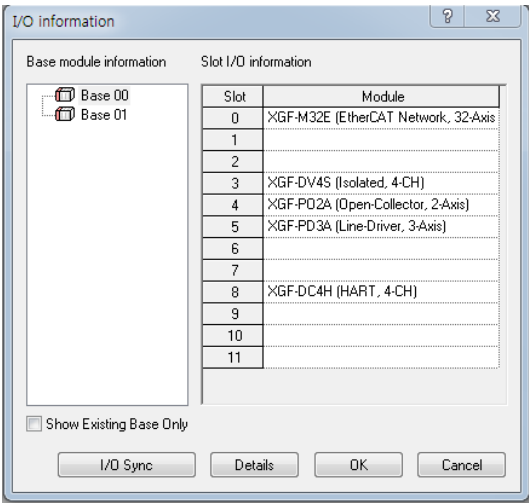 I/O information
Base module information
Base 00
Base 01
Slot I/O information
Slot Module
0 XGF-M32E (EtherCAT Network, 32-Axis
1
2
3 XGF-DV4S (Isolated, 4-CH)
4 XGF-PO2A (Open-Collector, 2-Axis)
5 XGF-PD3A (Line-Driver, 3-Axis)
6
7
8 XGF-DC4H (HART, 4-CH)
9
10
11
Show Existing Base Only
I/O Sync Details OK Cancel